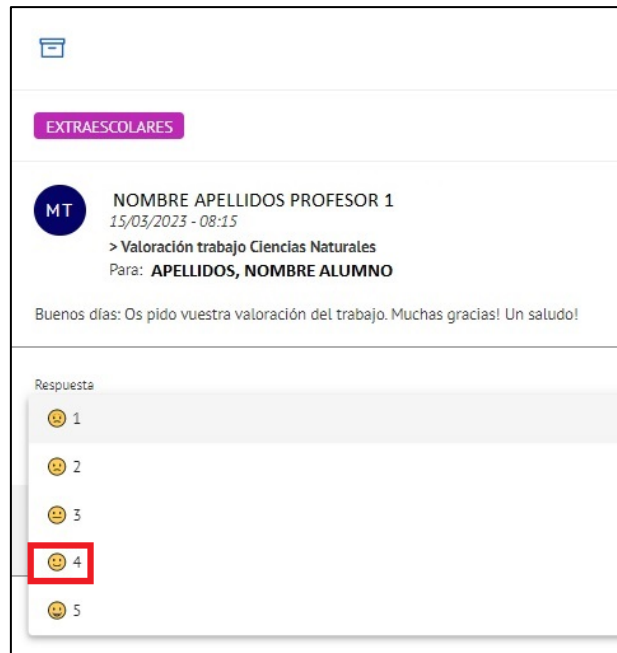 EXTRAESCOLARES
MT
NOMBRE APELLIDOS PROFESOR 1
15/03/2023 - 08:15
> Valoración trabajo Ciencias Naturales
Para: APELLIDOS, NOMBRE ALUMNO
Buenos días: Os pido vuestra valoración del trabajo. Muchas gracias! Un saludo!
Respuesta
1
2
3
4
5